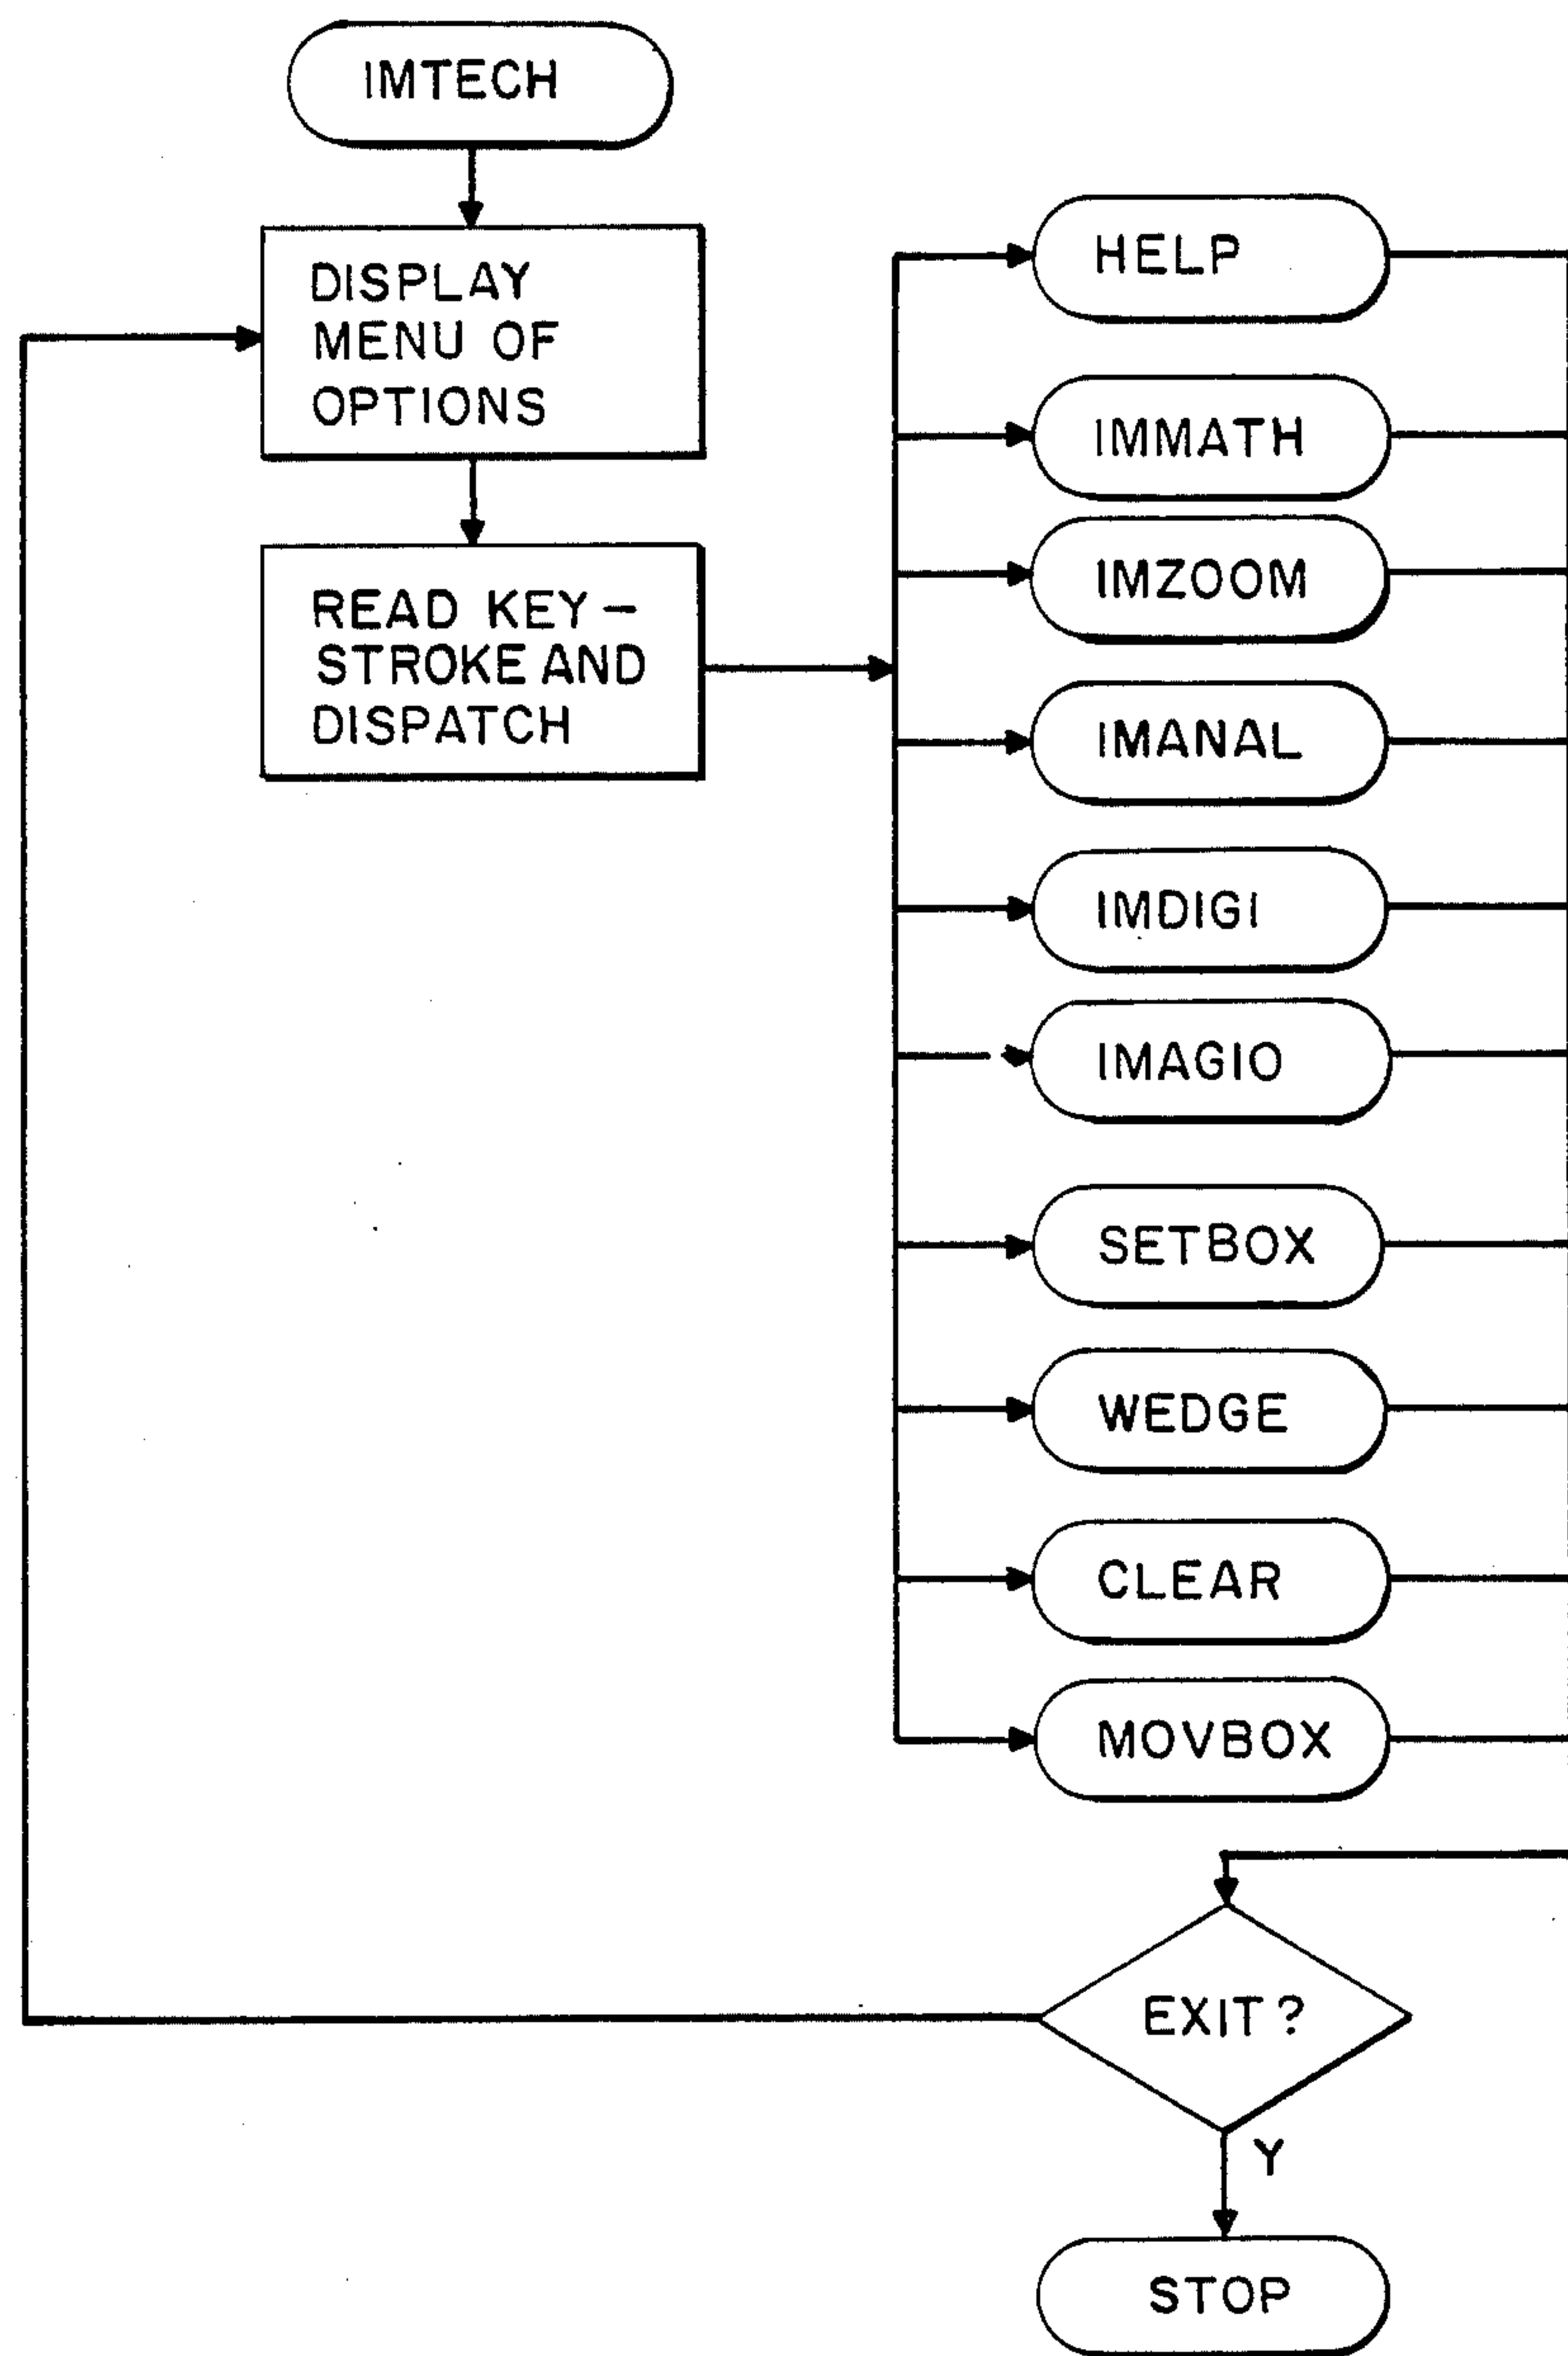 IMTECH
DISPLAY
MENU OF
OPTIONS
READ KEY-
STROKE AND
DISPATCH
HELP
IMMATH
IMZOOM
IMANAL
IMDIGI
IMAGIO
SETBOX
WEDGE
CLEAR
MOVBOX
EXIT?
Y
STOP